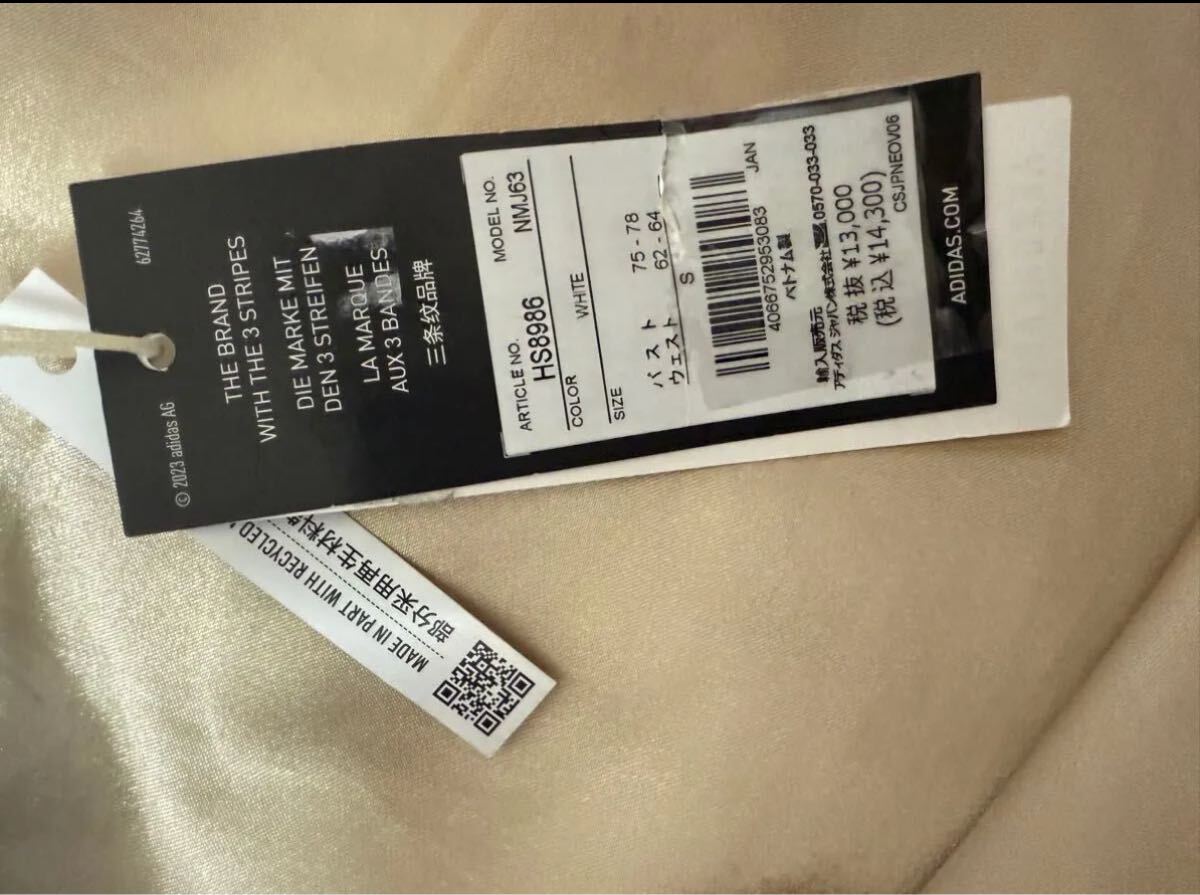 62774264
© 2023 adidas AG
THE BRAND
WITH THE 3 STRIPES
DIE MARKE MIT
DEN 3 STREIFEN
LA MARQUE
AUX 3 BANDES
三条纹品牌
ARTICLE NO. MODEL NO.
HS8986 NMJ63
COLOR WHITE
SIZE
バスト 75 - 78
ウェスト 62 - 64
S
JAN
4066752953083
ベトナム製
輸入販売元
アディダス ジャパン株式会社 0570-033-033
税 抜 ¥13,000
(税 込 ¥14,300)
CSJPNEOV06
ADIDAS.COM
MADE IN PART WITH RECYCLED
部分采用再生材料